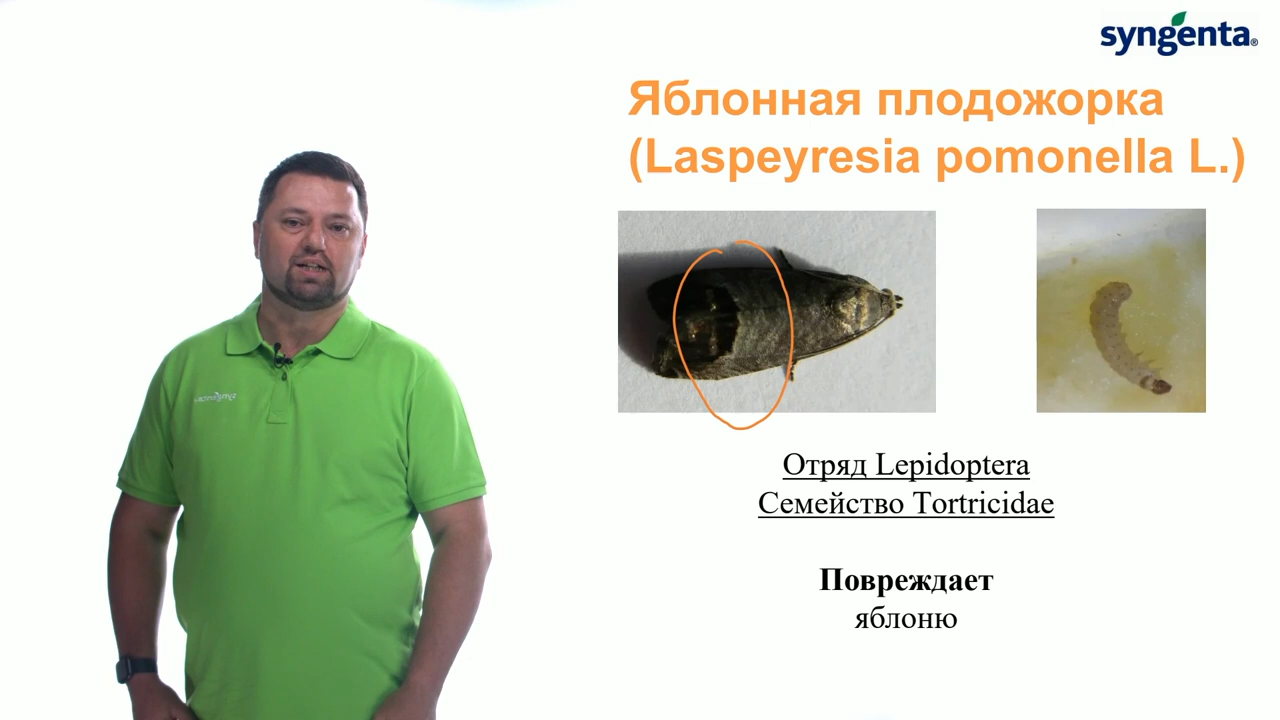 syngenta®
Яблонная плодожорка
(Laspeyresia pomonella L.)
Отряд Lepidoptera
Семейство Tortricidae
Повреждает
яблоню